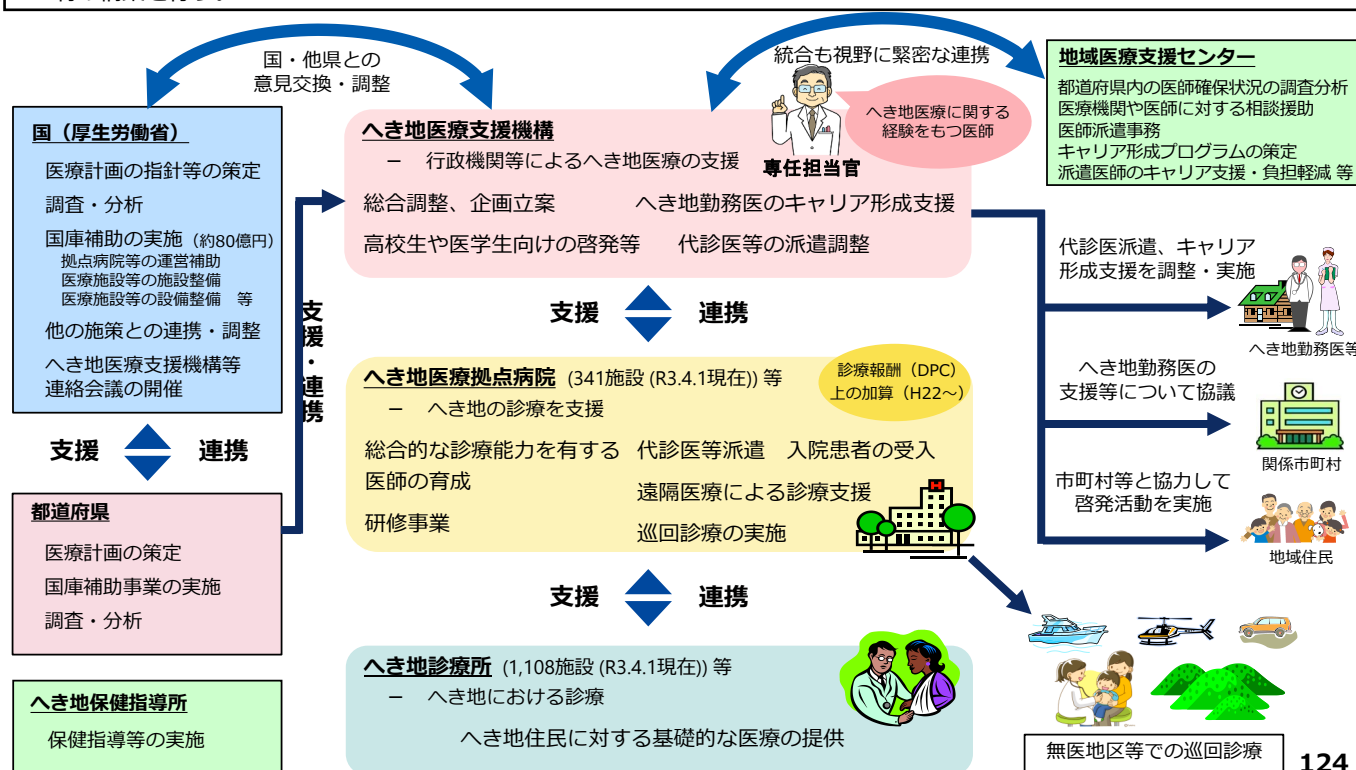 国・他県との
意見交換・調整
統合も視野に緊密な連携
地域医療支援センター
都道府県内の医師確保状況の調査分析
医療機関や医師に対する相談援助
医師派遣事務
キャリア形成プログラムの策定
派遣医師のキャリア支援・負担軽減 等
国（厚生労働省）
医療計画の指針等の策定
調査・分析
国庫補助の実施 (約80億円)
拠点病院等の運営補助
医療施設等の施設整備
医療施設等の設備整備 等
他の施策との連携・調整
へき地医療支援機構等
連絡会議の開催
支援 連携
都道府県
医療計画の策定
国庫補助事業の実施
調査・分析
へき地保健指導所
保健指導等の実施
支援・連携
へき地医療支援機構
－ 行政機関等によるへき地医療の支援
専任担当官
へき地医療に関する
経験をもつ医師
総合調整、企画立案 へき地勤務医のキャリア形成支援
高校生や医学生向けの啓発等 代診医等の派遣調整
支援 連携
へき地医療拠点病院 (341施設 (R3.4.1現在)) 等
－ へき地の診療を支援
診療報酬（DPC）
上の加算（H22～）
総合的な診療能力を有する
医師の育成
研修事業
代診医等派遣 入院患者の受入
遠隔医療による診療支援
巡回診療の実施
H
支援 連携
へき地診療所 (1,108施設 (R3.4.1現在)) 等
－ へき地における診療
へき地住民に対する基礎的な医療の提供
代診医派遣、キャリア
形成支援を調整・実施
へき地勤務医等
へき地勤務医の
支援等について協議
関係市町村
市町村等と協力して
啓発活動を実施
地域住民
無医地区等での巡回診療
124